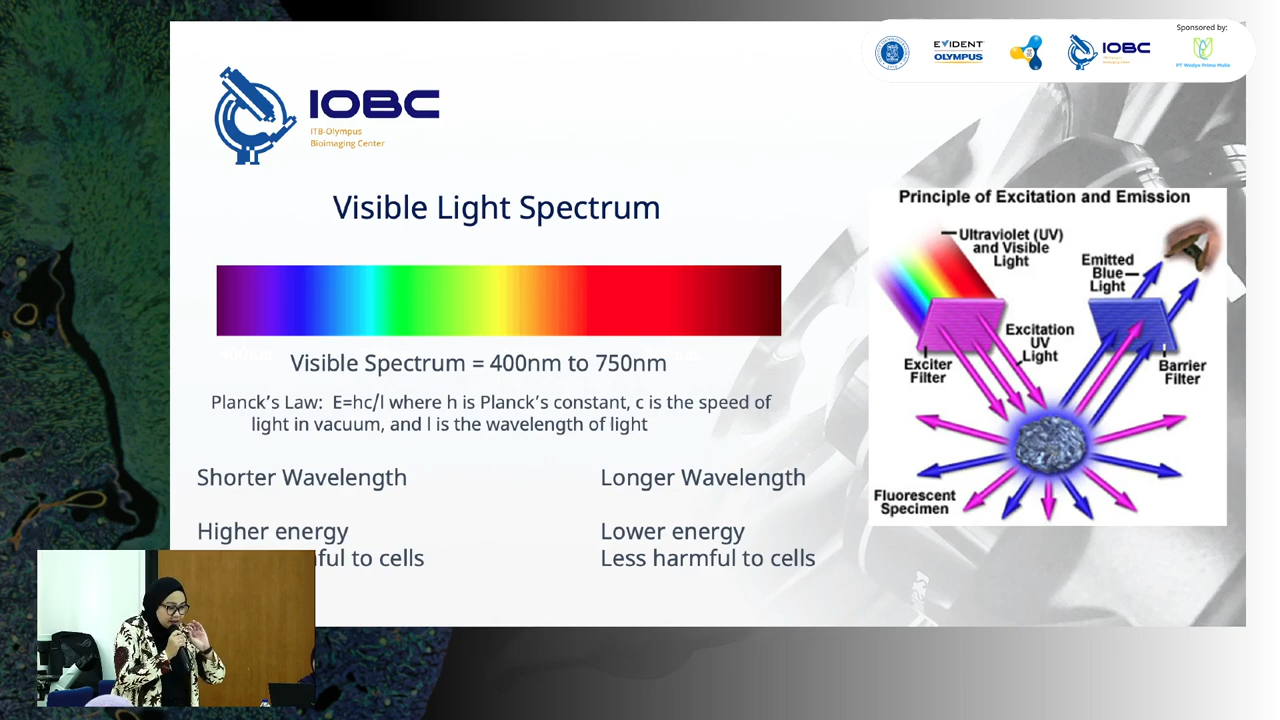 Sponsored by:
EVIDENT
OLYMPUS
IOBC
PT Wodya Prima Mulia
IOBC
ITB-Olympus
Bioimaging Center
Visible Light Spectrum
Visible Spectrum = 400nm to 750nm
Planck's Law: E=hc/l where h is Planck's constant, c is the speed of
light in vacuum, and l is the wavelength of light
Shorter Wavelength
Longer Wavelength
Higher energy
Lower energy
ful to cells
Less harmful to cells
Principle of Excitation and Emission
Ultraviolet (UV)
and Visible
Light
Emitted
Blue
Light
Excitation
UV
Light
Exciter
Filter
Barrier
Filter
Fluorescent
Specimen